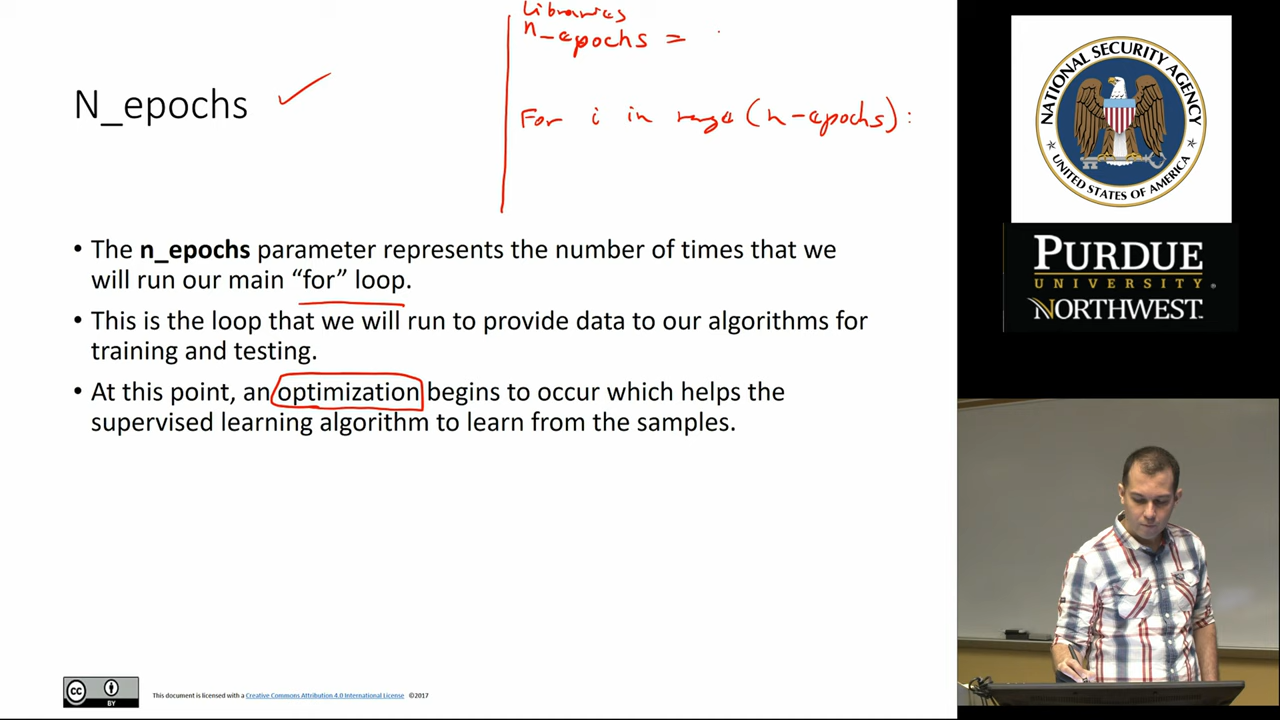 Libraries
n_epochs =
N_epochs
For i in range (n-epochs):
• The n_epochs parameter represents the number of times that we
will run our main “for” loop.
• This is the loop that we will run to provide data to our algorithms for
training and testing.
• At this point, an optimization begins to occur which helps the
supervised learning algorithm to learn from the samples.
cc
BY
This document is licensed with a Creative Commons Attribution 4.0 International License ©2017
NATIONAL SECURITY AGENCY
UNITED STATES OF AMERICA
PURDUE
UNIVERSITY
NORTHWEST